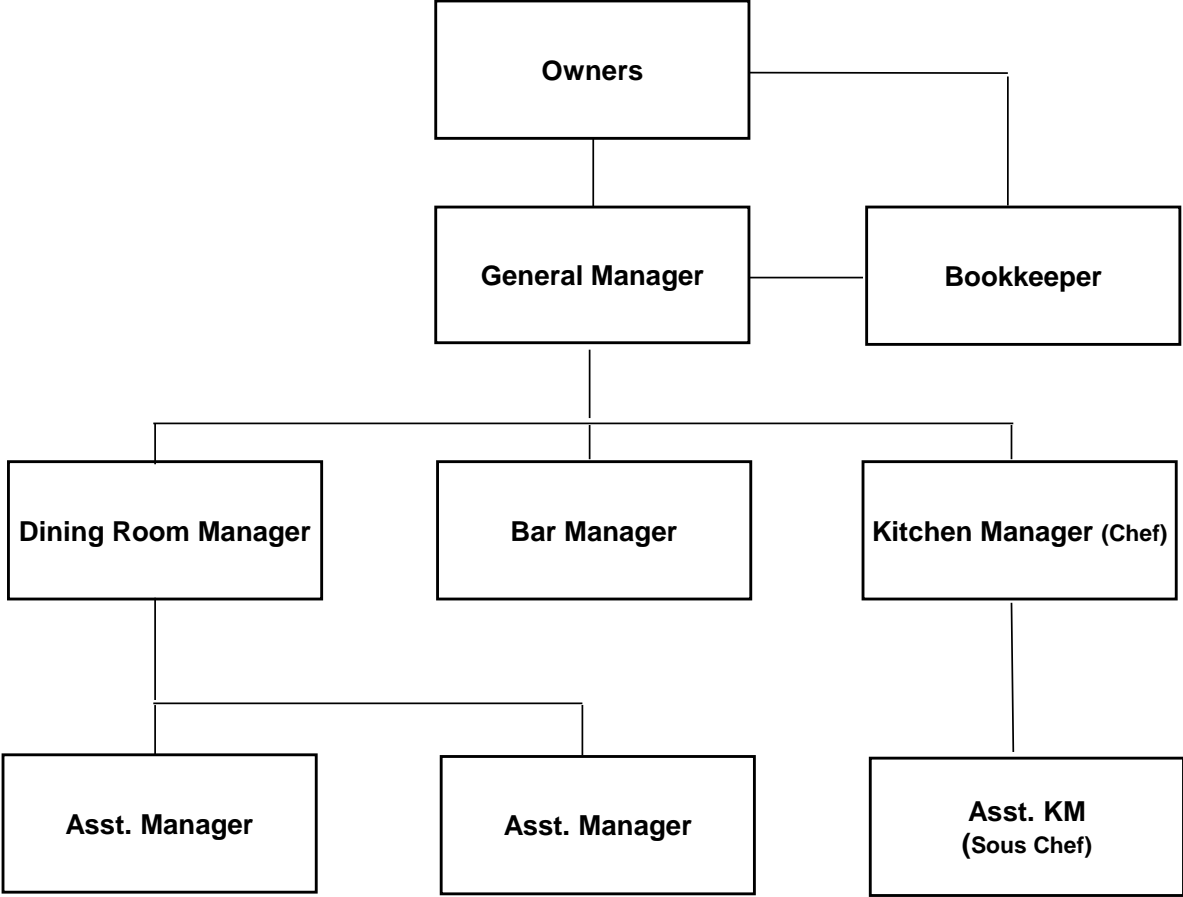 Owners
General Manager
Bookkeeper
Dining Room Manager
Bar Manager
Kitchen Manager (Chef)
Asst. Manager
Asst. Manager
Asst. KM
(Sous Chef)